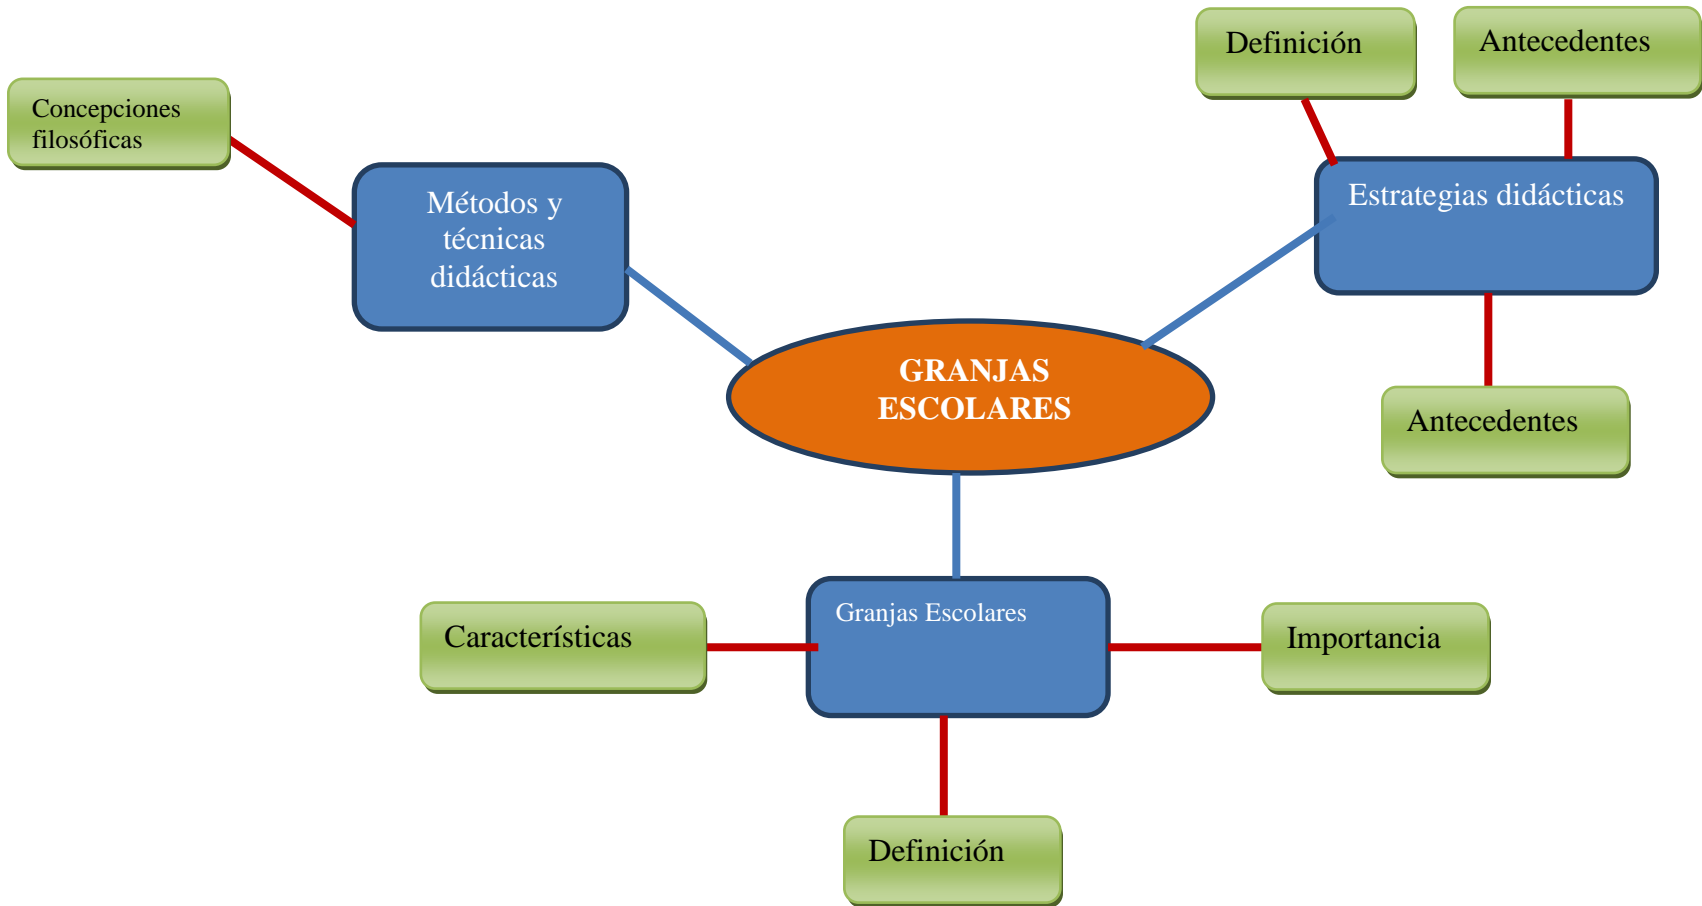 Definición
Antecedentes
Concepciones
filosóficas
Métodos y
técnicas
didácticas
Estrategias didácticas
GRANJAS
ESCOLARES
Antecedentes
Granjas Escolares
Características
Importancia
Definición